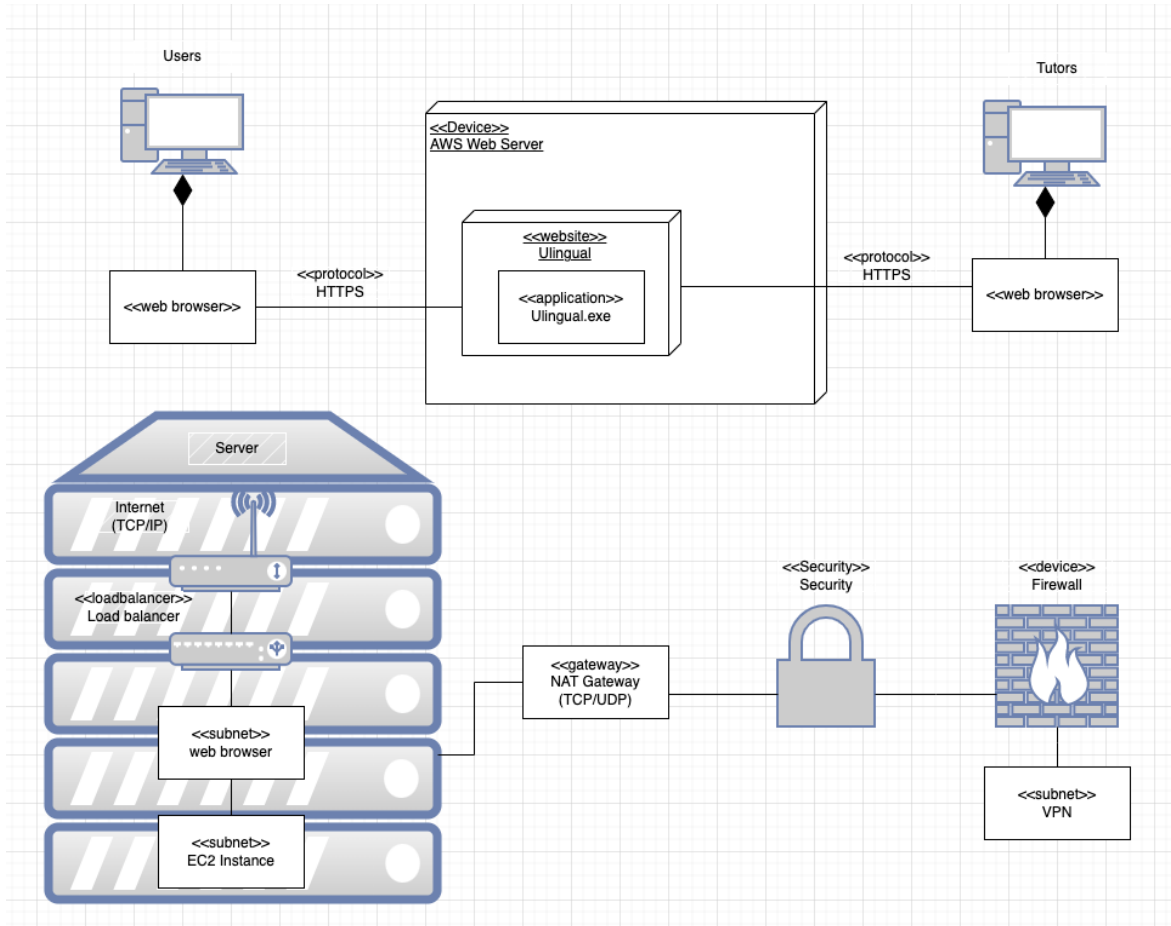 Users
Tutors
<<Device>>
AWS Web Server
<<website>>
Ulingual
<<protocol>>
HTTPS
<<protocol>>
HTTPS
<<web browser>>
<<application>>
Ulingual.exe
<<web browser>>
Server
Internet
(TCP/IP)
<<loadbalancer>>
Load balancer
<<Security>>
Security
<<device>>
Firewall
<<gateway>>
NAT Gateway
(TCP/UDP)
<<subnet>>
web browser
<<subnet>>
VPN
<<subnet>>
EC2 Instance